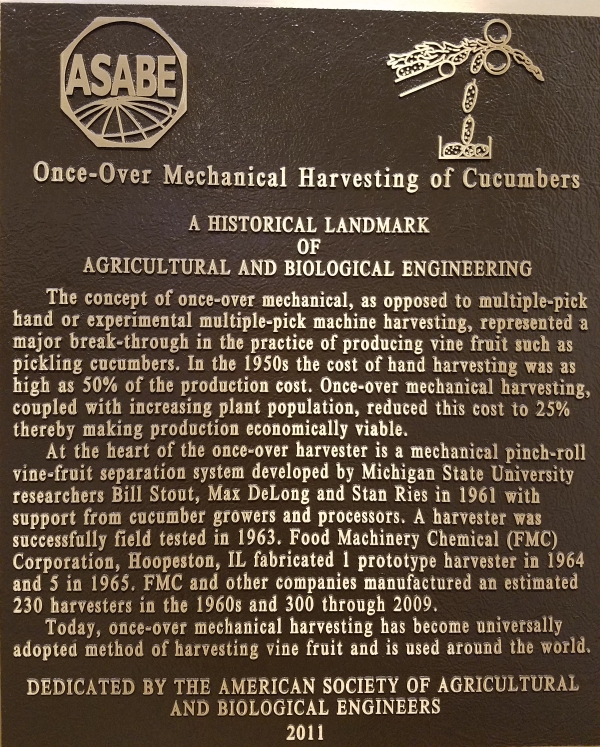 ASABE
Once-Over Mechanical Harvesting of Cucumbers
A HISTORICAL LANDMARK
OF
AGRICULTURAL AND BIOLOGICAL ENGINEERING
The concept of once-over mechanical, as opposed to multiple-pick
hand or experimental multiple-pick machine harvesting, represented a
major break-through in the practice of producing vine fruit such as
pickling cucumbers. In the 1950s the cost of hand harvesting was as
high as 50% of the production cost. Once-over mechanical harvesting,
coupled with increasing plant population, reduced this cost to 25%
thereby making production economically viable.
At the heart of the once-over harvester is a mechanical pinch-roll
vine-fruit separation system developed by Michigan State University
researchers Bill Stout, Max DeLong and Stan Ries in 1961 with
support from cucumber growers and processors. A harvester was
successfully field tested in 1963. Food Machinery Chemical (FMC)
Corporation, Hoopeston, IL fabricated 1 prototype harvester in 1964
and 5 in 1965. FMC and other companies manufactured an estimated
230 harvesters in the 1960s and 300 through 2009.
Today, once-over mechanical harvesting has become universally
adopted method of harvesting vine fruit and is used around the world.
DEDICATED BY THE AMERICAN SOCIETY OF AGRICULTURAL
AND BIOLOGICAL ENGINEERS
2011